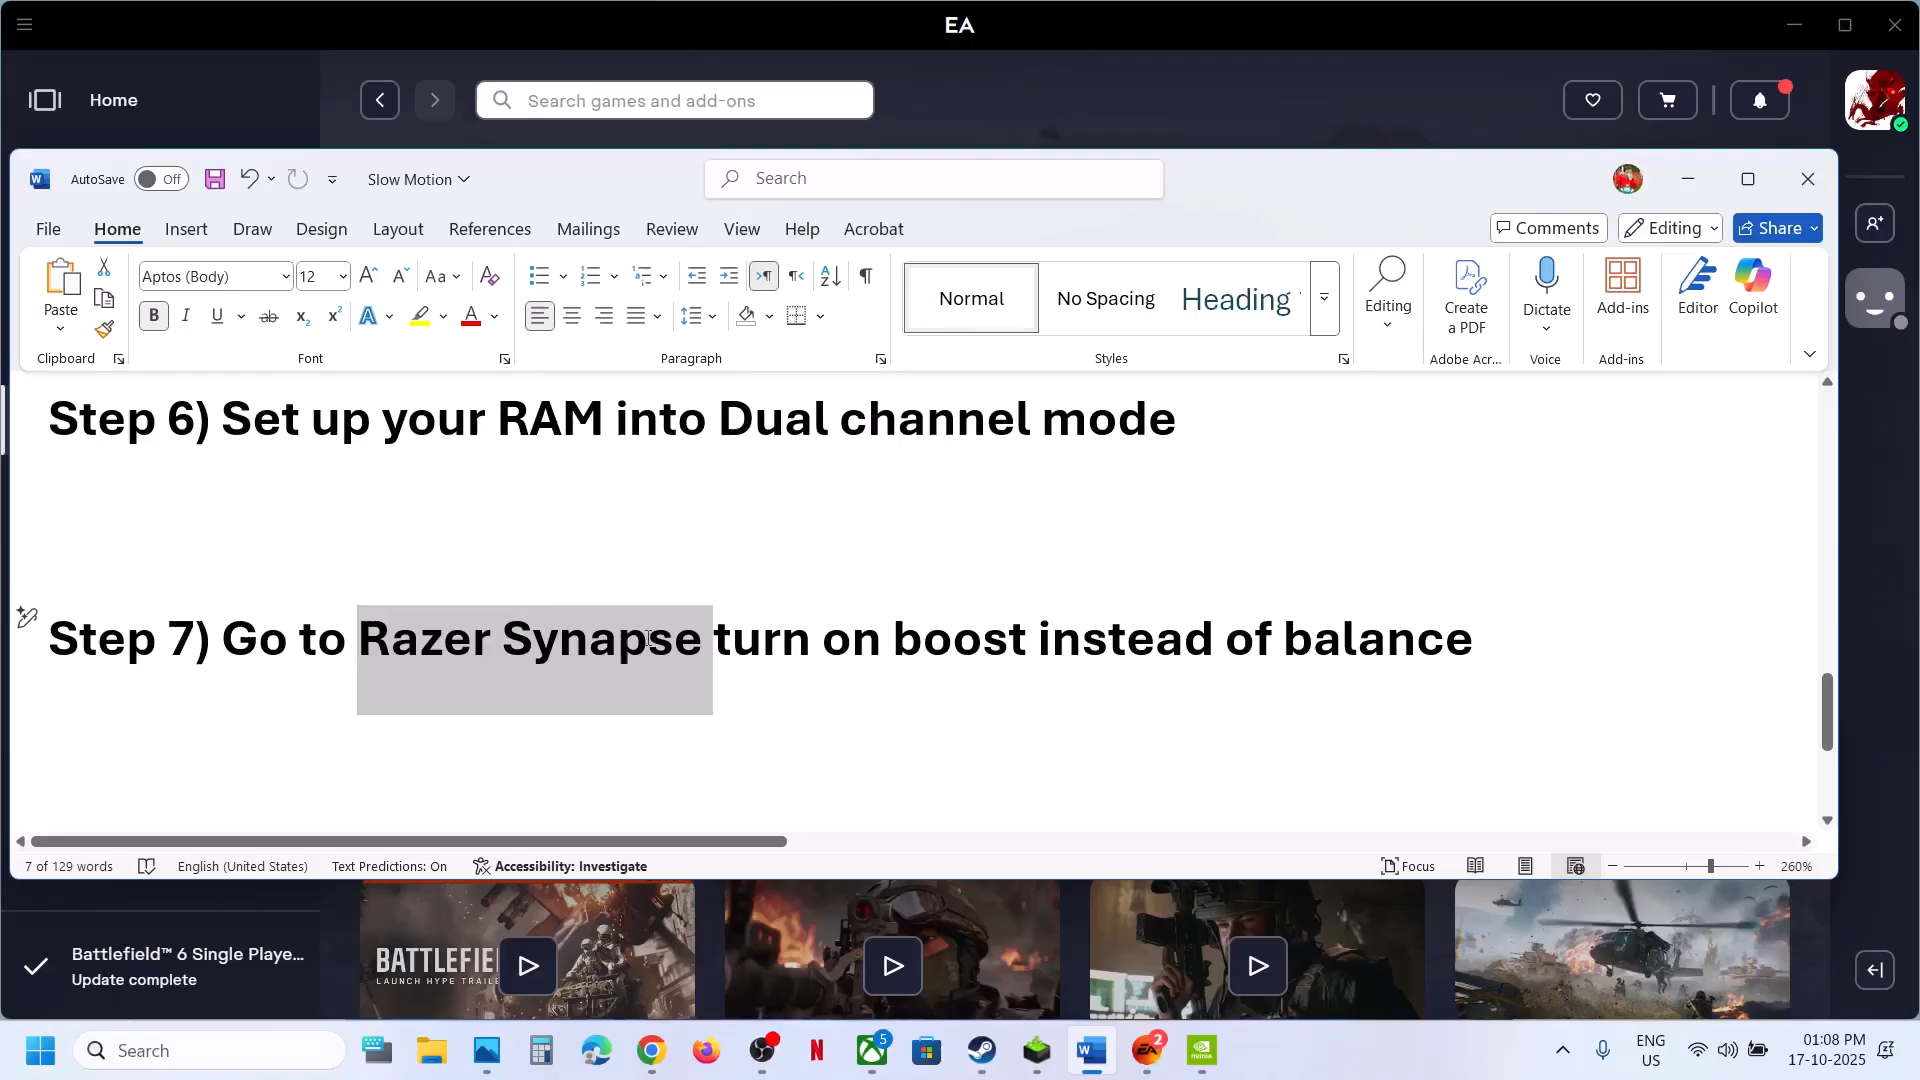 EA
Home
Search games and add-ons
AutoSave
Off
Slow Motion
Search
File
Home
Insert
Draw
Design
Layout
References
Mailings
Review
View
Help
Acrobat
Comments
Editing
Share
Paste
Clipboard
Aptos (Body)
12
Aa
Font
Paragraph
Normal
No Spacing
Heading
Styles
Editing
Create
a PDF
Adobe Acr...
Dictate
Voice
Add-ins
Add-ins
Editor
Copilot
Step 6) Set up your RAM into Dual channel mode
Step 7) Go to Razer Synapse turn on boost instead of balance
7 of 129 words
English (United States)
Text Predictions: On
Accessibility: Investigate
Focus
260%
Battlefield™ 6 Single Playe...
Update complete
BATTLEFIE
LAUNCH HYPE TRAILE
Search
5
2
ENG
US
01:08 PM
17-10-2025